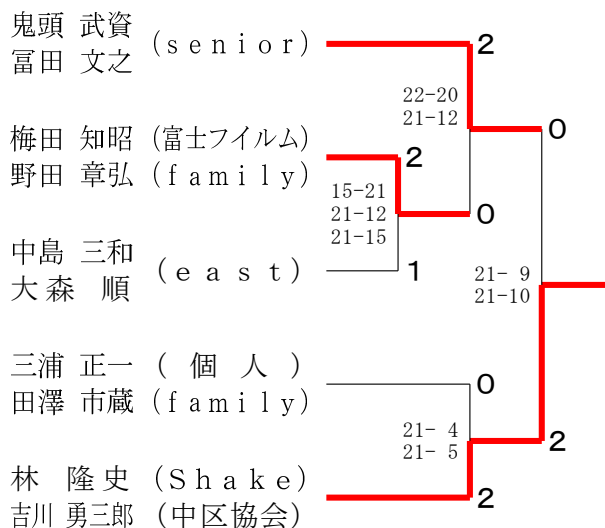 鬼頭 武資 (senior)
冨田 文之
2
22-20
21-12
0
梅田 知昭 (富士フイルム)
野田 章弘 (family)
2
15-21
21-12
21-15
0
中島 三和 (east)
大森 順
1
21- 9
21-10
三浦 正一 (個人)
田澤 市蔵 (family)
0
21- 4
21- 5
2
林 隆史 (Shake)
吉川 勇三郎 (中区協会)
2